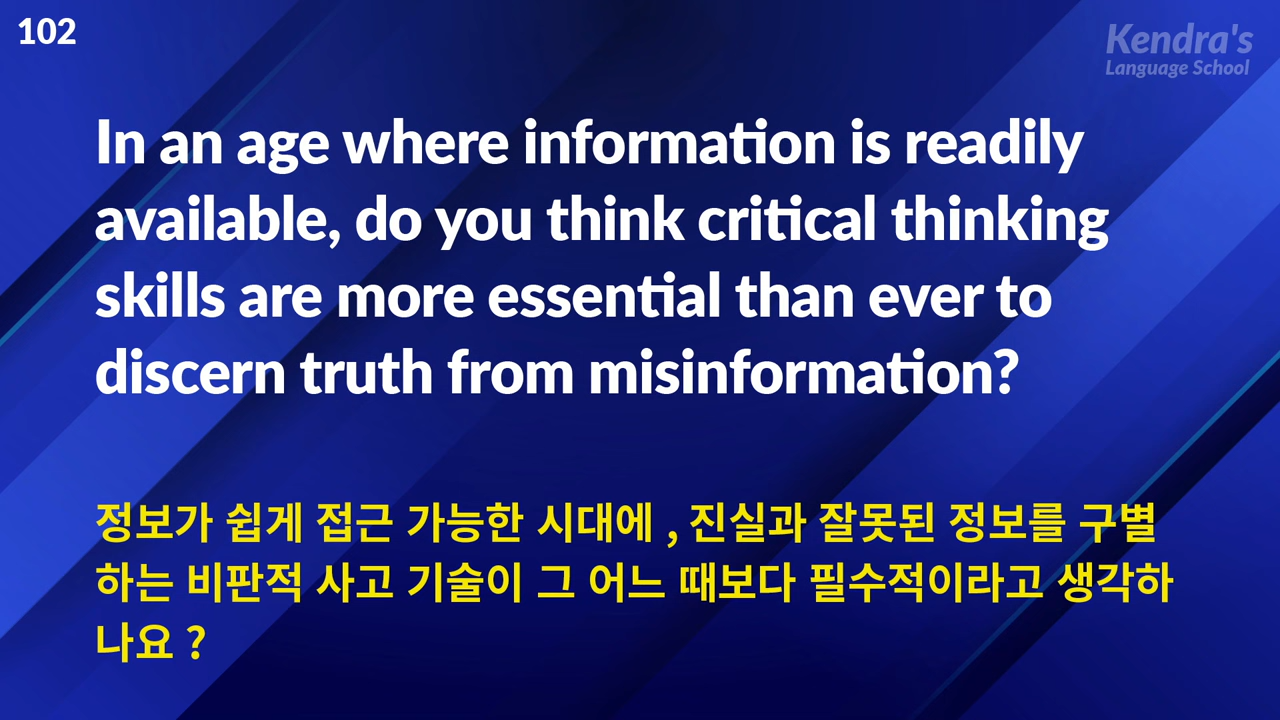 102
Kendra's
Language School
In an age where information is readily
available, do you think critical thinking
skills are more essential than ever to
discern truth from misinformation?
정보가 쉽게 접근 가능한 시대에 , 진실과 잘못된 정보를 구별
하는 비판적 사고 기술이 그 어느 때보다 필수적이라고 생각하
나요 ?